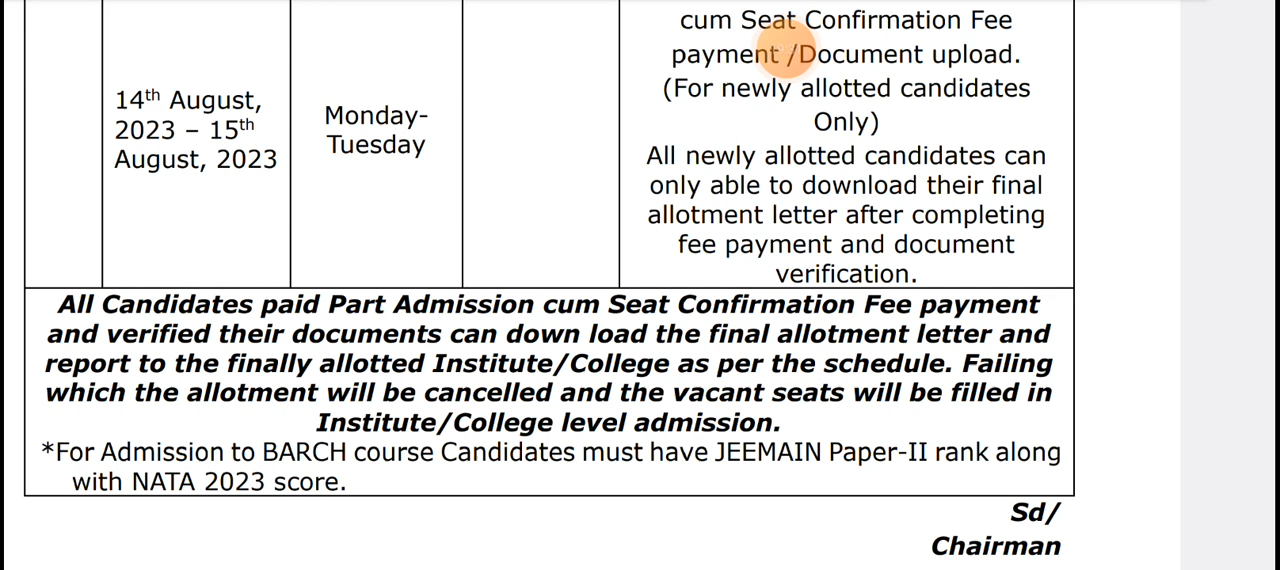 cum Seat Confirmation Fee
payment /Document upload.
(For newly allotted candidates
Only)
14th August,
2023 – 15th
August, 2023
Monday-
Tuesday
All newly allotted candidates can
only able to download their final
allotment letter after completing
fee payment and document
verification.
All Candidates paid Part Admission cum Seat Confirmation Fee payment
and verified their documents can down load the final allotment letter and
report to the finally allotted Institute/College as per the schedule. Failing
which the allotment will be cancelled and the vacant seats will be filled in
Institute/College level admission.
*For Admission to BARCH course Candidates must have JEEMAIN Paper-II rank along
with NATA 2023 score.
Sd/
Chairman